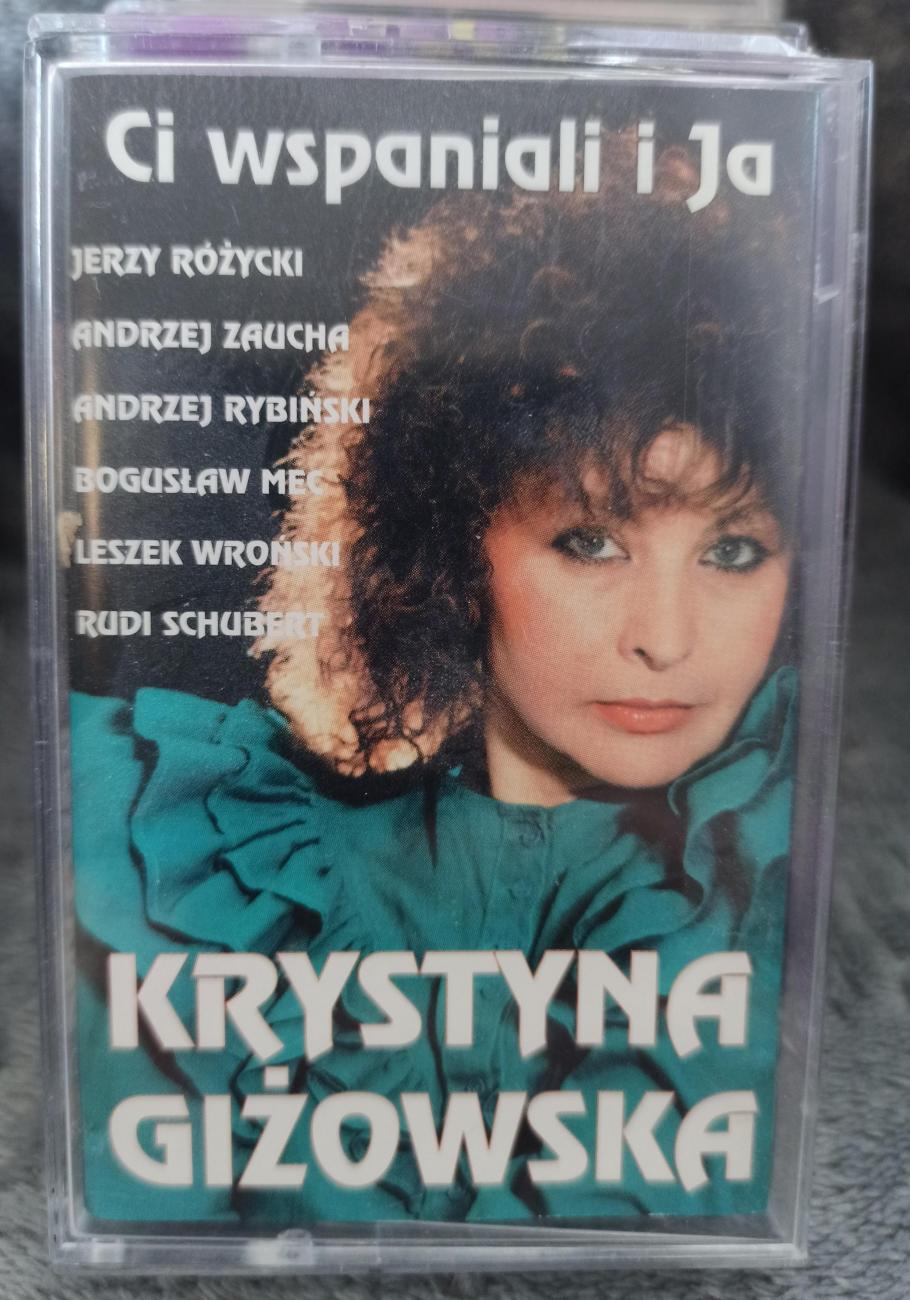 Ci wspaniali i Ja
JERZY RÓŻYCKI
ANDRZEJ ZAUCHA
ANDRZEJ RYBIŃSKI
BOGUSŁAW MEC
LESZEK WROŃSKI
RUDI SCHUBERT
KRYSTYNA
GIŻOWSKA